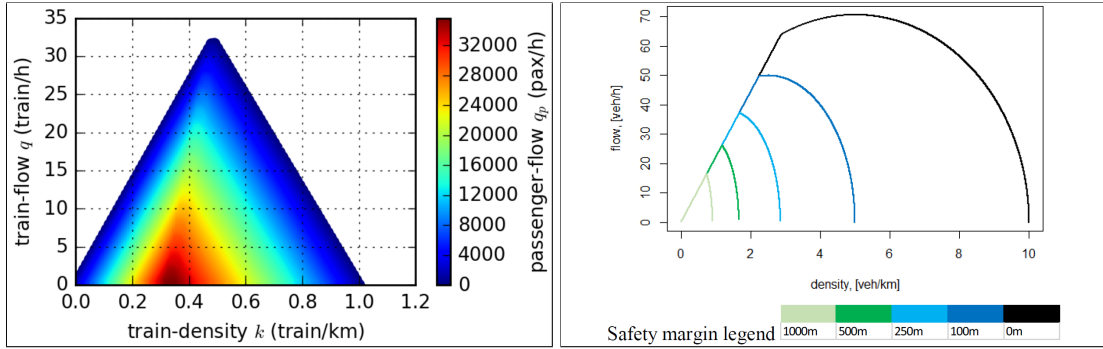 35
30
25
20
15
10
5
0
train-flow q (train/h)
0.0 0.2 0.4 0.6 0.8 1.0 1.2
train-density k (train/km)
32000
28000
24000
20000
16000
12000
8000
4000
0
passenger-flow q_p (pax/h)
70
60
50
40
30
20
10
0
flow, [veh/h]
0 2 4 6 8 10
density, [veh/km]
Safety margin legend
1000m 500m 250m 100m 0m